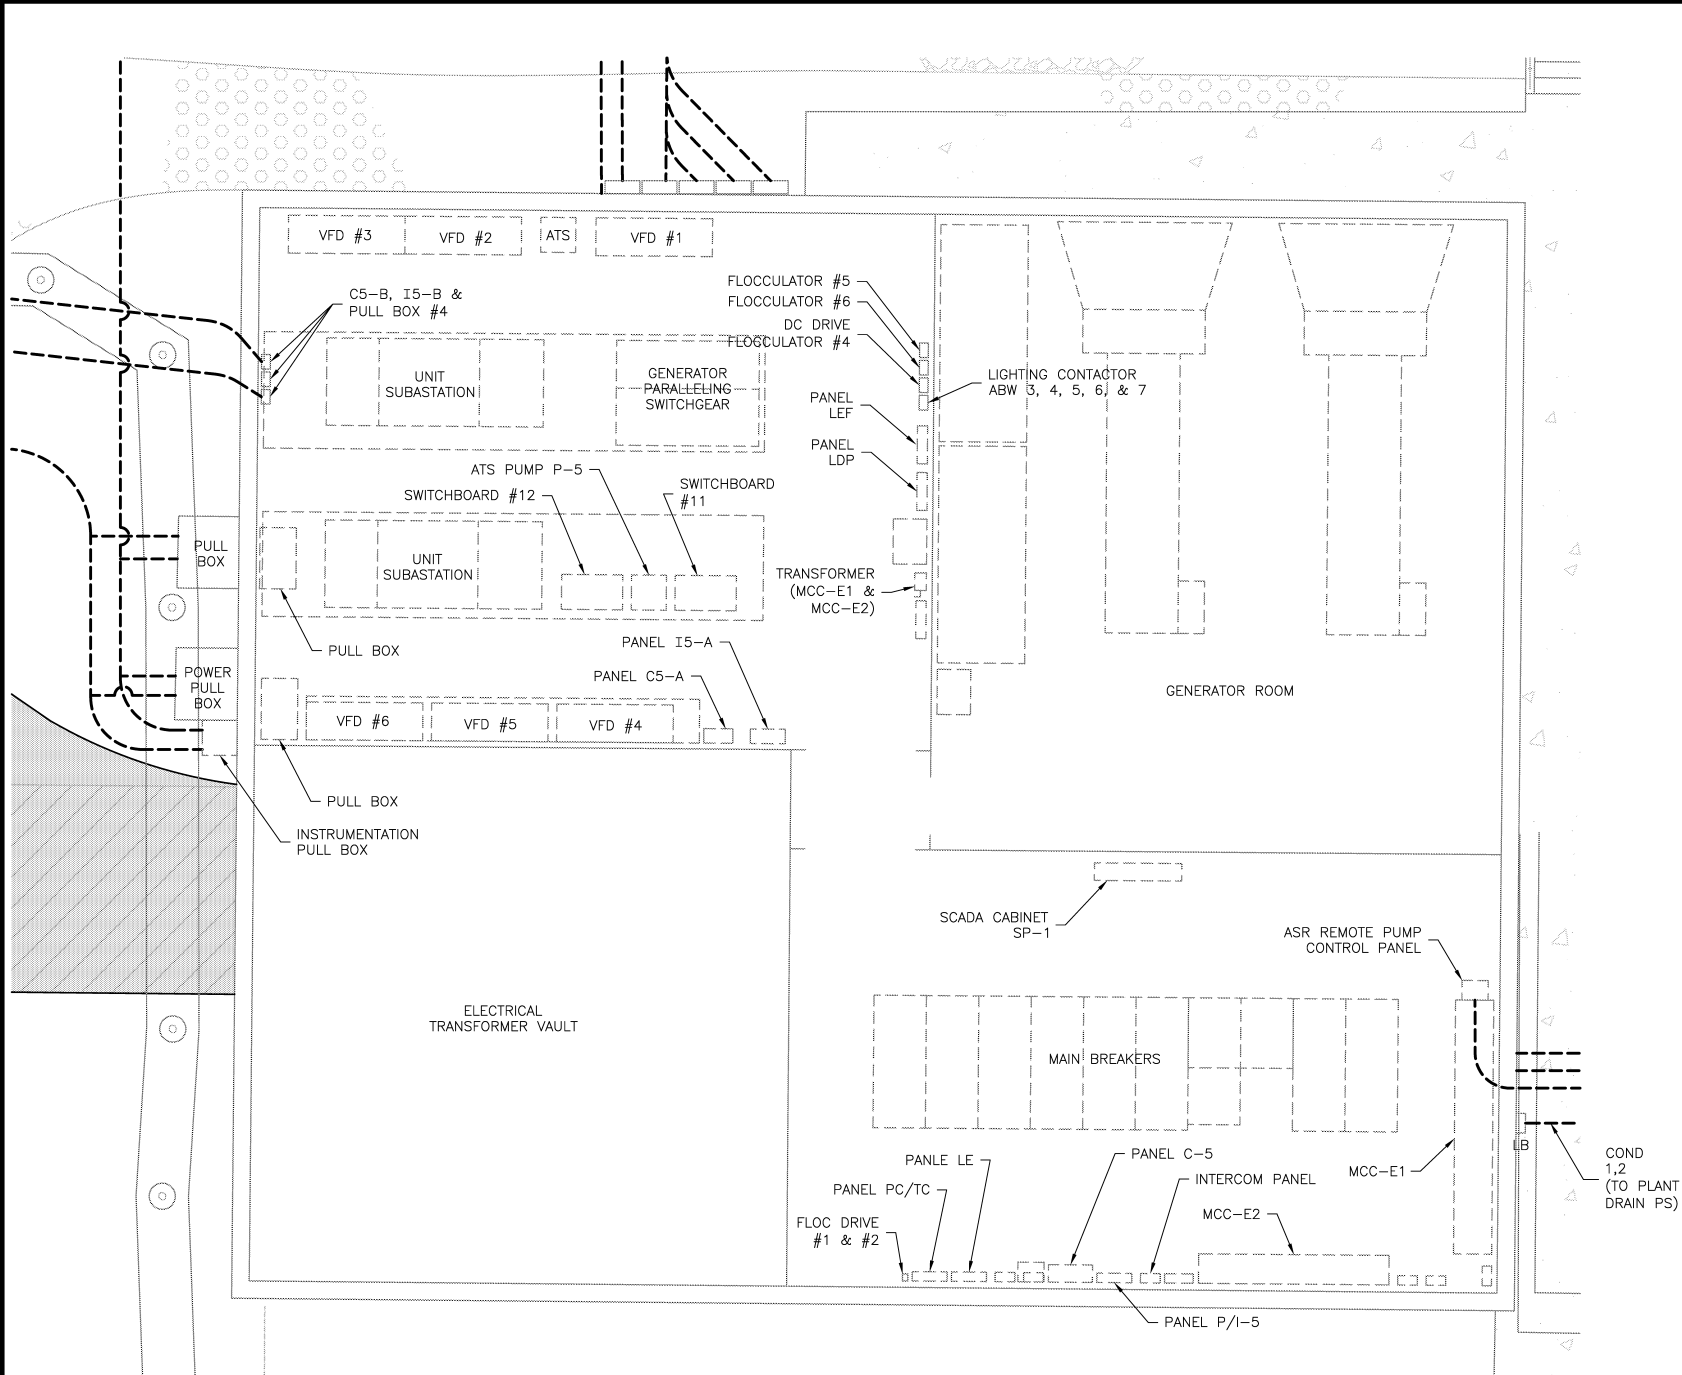 VFD #3
VFD #2
ATS
VFD #1
C5-B, I5-B &
PULL BOX #4
FLOCCULATOR #5
FLOCCULATOR #6
DC DRIVE
FLOCCULATOR #4
UNIT
SUBASTATION
GENERATOR
PARALLELING
SWITCHGEAR
LIGHTING CONTACTOR
ABW 3, 4, 5, 6, & 7
PANEL
LEF
PANEL
LDP
ATS PUMP P-5
SWITCHBOARD #12
SWITCHBOARD
#11
PULL
BOX
UNIT
SUBASTATION
TRANSFORMER
(MCC-E1 &
MCC-E2)
PULL BOX
PANEL I5-A
PANEL C5-A
POWER
PULL
BOX
VFD #6
VFD #5
VFD #4
GENERATOR ROOM
PULL BOX
INSTRUMENTATION
PULL BOX
SCADA CABINET
SP-1
ASR REMOTE PUMP
CONTROL PANEL
ELECTRICAL
TRANSFORMER VAULT
MAIN BREAKERS
LB
COND
1,2
(TO PLANT
DRAIN PS)
PANLE LE
PANEL C-5
MCC-E1
PANEL PC/TC
INTERCOM PANEL
FLOC DRIVE
#1 & #2
MCC-E2
PANEL P/I-5